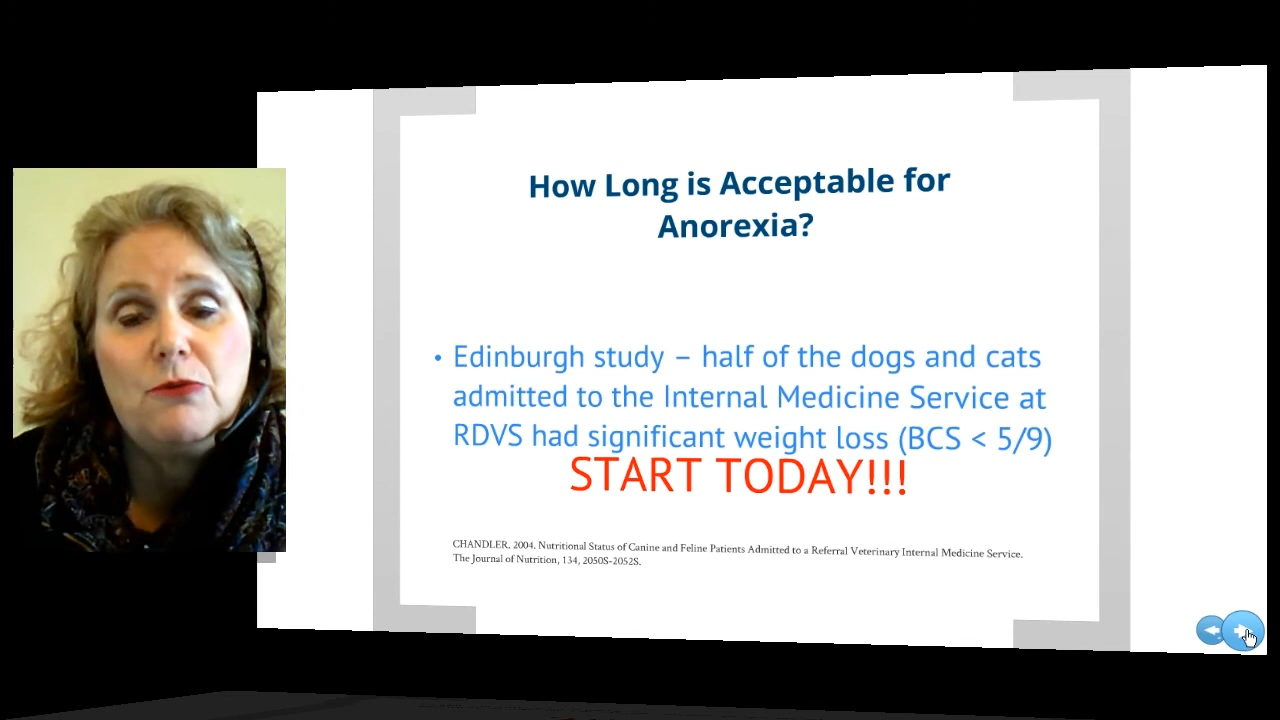 How Long is Acceptable for
Anorexia?
• Edinburgh study – half of the dogs and cats
admitted to the Internal Medicine Service at
RDVS had significant weight loss (BCS < 5/9)
START TODAY!!!
CHANDLER. 2004. Nutritional Status of Canine and Feline Patients Admitted to a Referral Veterinary Internal Medicine Service.
The Journal of Nutrition, 134, 2050S-2052S.